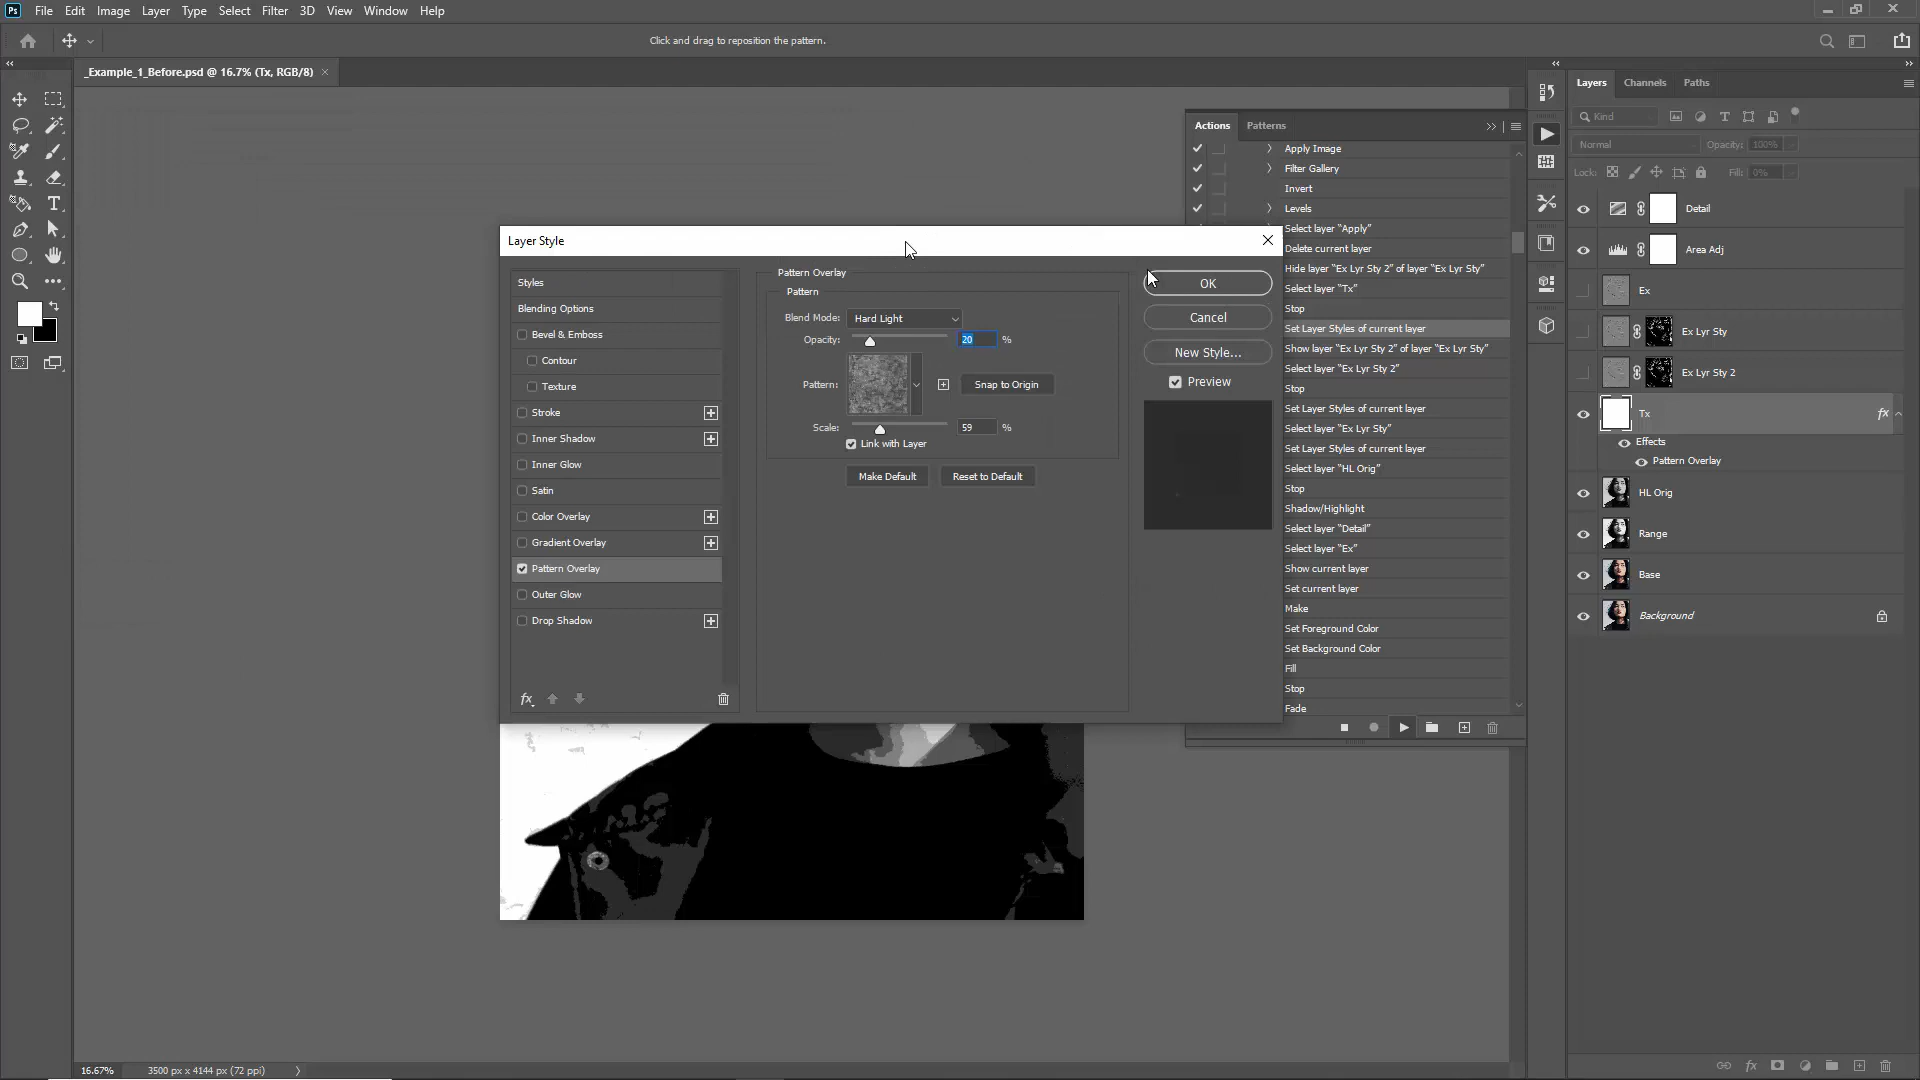 Ps File Edit Image Layer Type Select Filter 3D View Window Help
Click and drag to reposition the pattern.
_Example_1_Before.psd @ 16.7% (Tx, RGB/8) ×
Layers Channels Paths
Kind
Normal Opacity: 100%
Lock: Fill: 0%
Detail
Area Adj
Ex
Ex Lyr Sty
Ex Lyr Sty 2
Tx fx
Effects
Pattern Overlay
HL Orig
Range
Base
Background
Actions Patterns
Apply Image
Filter Gallery
Invert
Levels
Select layer “Apply”
Delete current layer
Hide layer “Ex Lyr Sty 2” of layer “Ex Lyr Sty”
Select layer “Tx”
Stop
Set Layer Styles of current layer
Show layer “Ex Lyr Sty 2” of layer “Ex Lyr Sty”
Select layer “Ex Lyr Sty 2”
Stop
Set Layer Styles of current layer
Select layer “Ex Lyr Sty”
Set Layer Styles of current layer
Select layer “HL Orig”
Stop
Shadow/Highlight
Select layer “Detail”
Select layer “Ex”
Show current layer
Set current layer
Make
Set Foreground Color
Set Background Color
Fill
Stop
Fade
Layer Style
Styles
Blending Options
Bevel & Emboss
Contour
Texture
Stroke
Inner Shadow
Inner Glow
Satin
Color Overlay
Gradient Overlay
Pattern Overlay
Outer Glow
Drop Shadow
fx
Pattern Overlay
Pattern
Blend Mode: Hard Light
Opacity: 20 %
Pattern: Snap to Origin
Scale: 59 %
Link with Layer
Make Default Reset to Default
OK
Cancel
New Style...
Preview
16.67% 3500 px x 4144 px (72 ppi)
fx